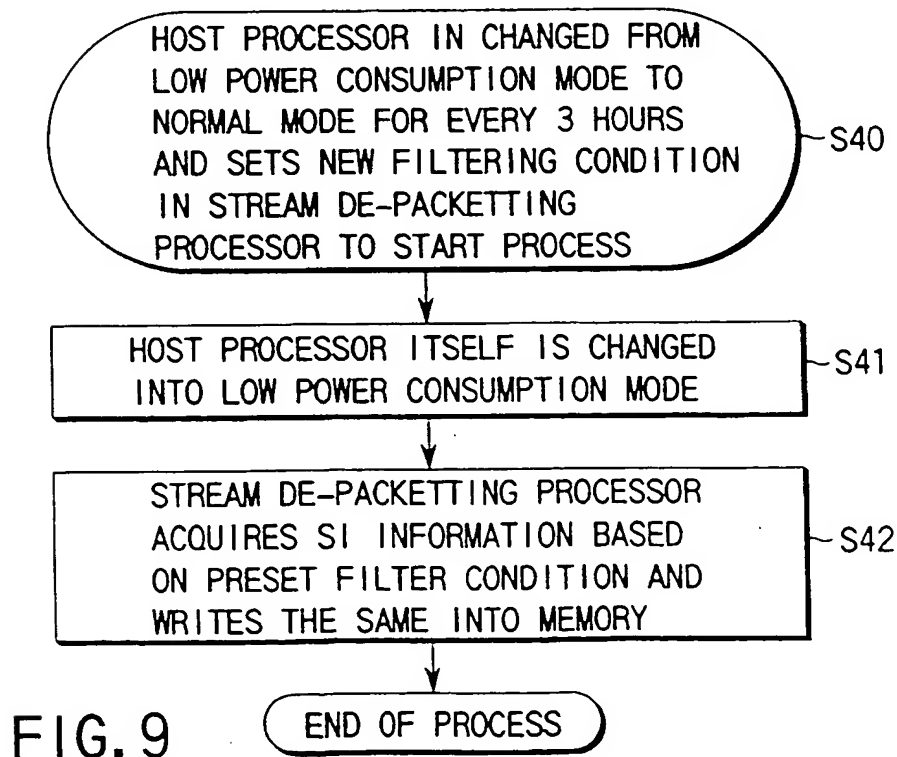 HOST PROCESSOR IN CHANGED FROM
LOW POWER CONSUMPTION MODE TO
NORMAL MODE FOR EVERY 3 HOURS
AND SETS NEW FILTERING CONDITION
IN STREAM DE-PACKETTING
PROCESSOR TO START PROCESS
S40
HOST PROCESSOR ITSELF IS CHANGED
INTO LOW POWER CONSUMPTION MODE
S41
STREAM DE-PACKETTING PROCESSOR
ACQUIRES SI INFORMATION BASED
ON PRESET FILTER CONDITION AND
WRITES THE SAME INTO MEMORY
S42
END OF PROCESS
FIG. 9